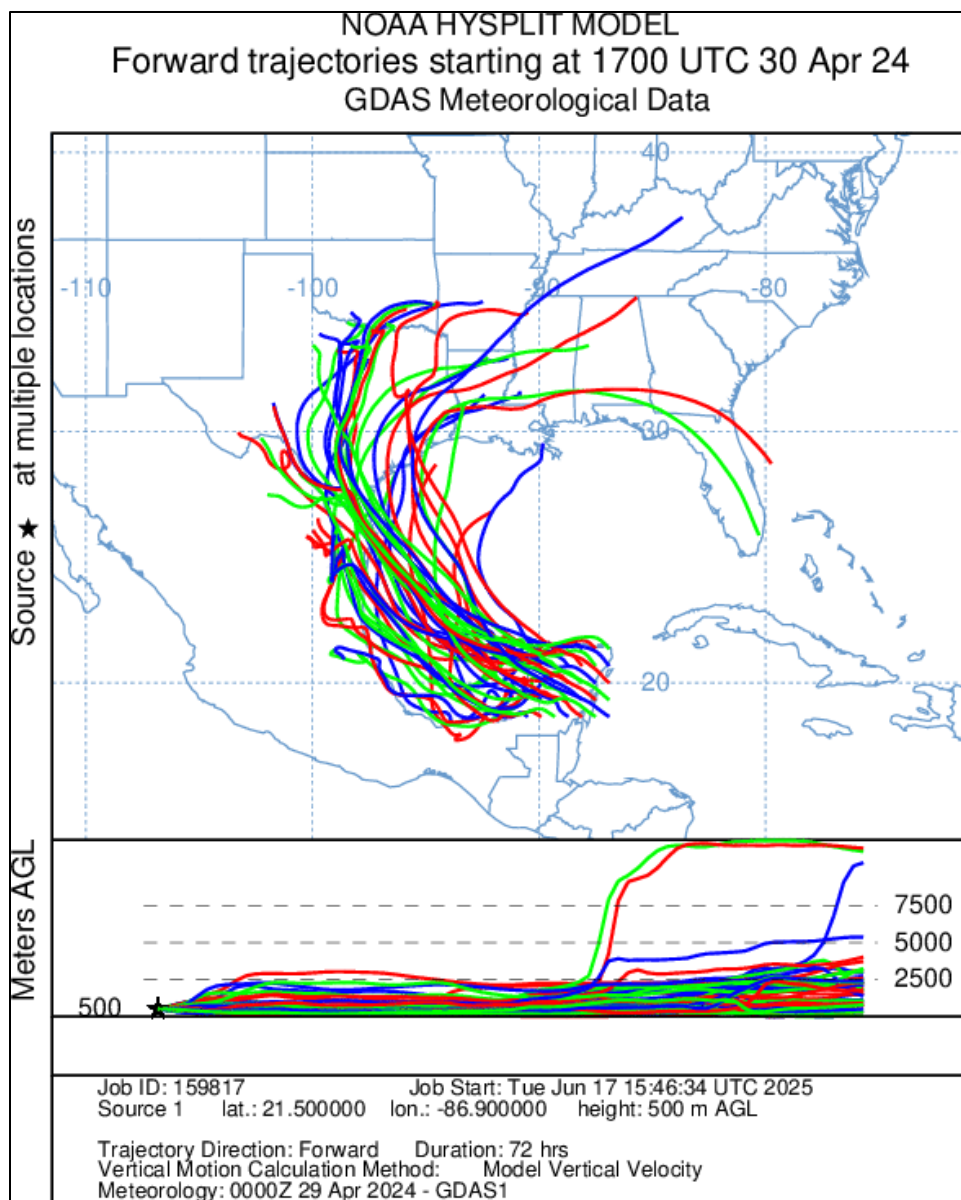 NOAA HYSPLIT MODEL
Forward trajectories starting at 1700 UTC 30 Apr 24
GDAS Meteorological Data
Source ★ at multiple locations
40
-110
-100
-90
-80
30
20
Meters AGL
7500
5000
2500
500
Job ID: 159817 Job Start: Tue Jun 17 15:46:34 UTC 2025
Source 1 lat.: 21.500000 lon.: -86.900000 height: 500 m AGL
Trajectory Direction: Forward Duration: 72 hrs
Vertical Motion Calculation Method: Model Vertical Velocity
Meteorology: 0000Z 29 Apr 2024 - GDAS1